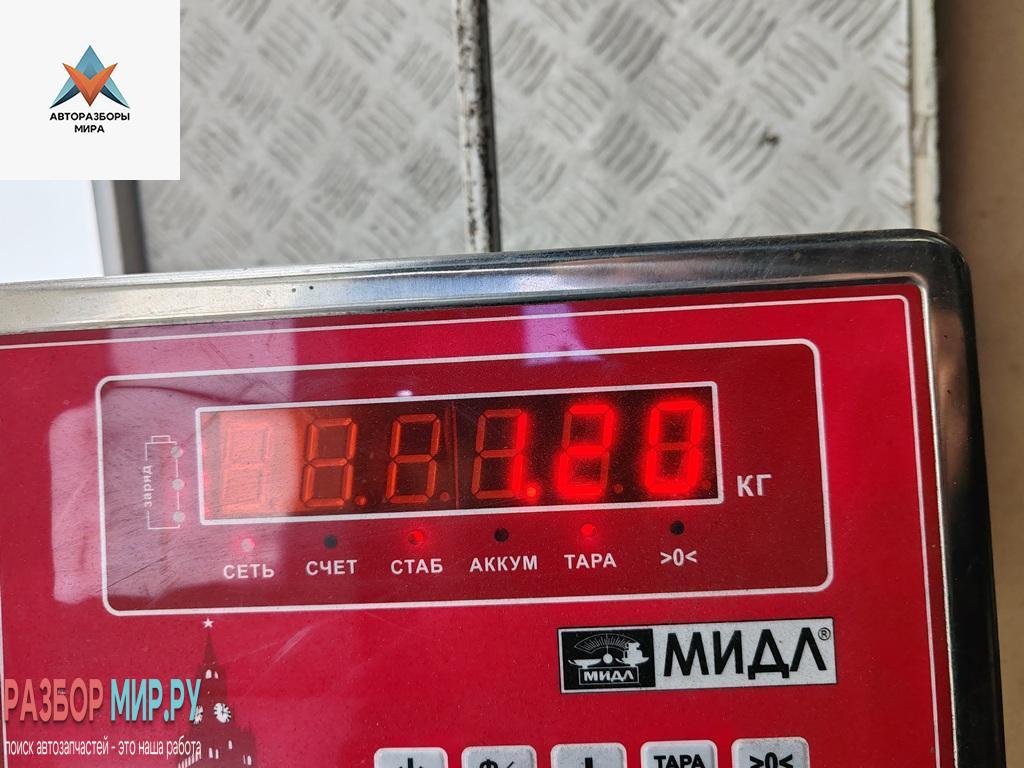 АВТОРАЗБОРЫ
МИРА
заряд
1.20
КГ
СЕТЬ СЧЕТ СТАБ АККУМ ТАРА >0<
МИДЛ МИДЛ®
РАЗБОР МИР.РУ
поиск автозапчастей - это наша работа
ТАРА >0<